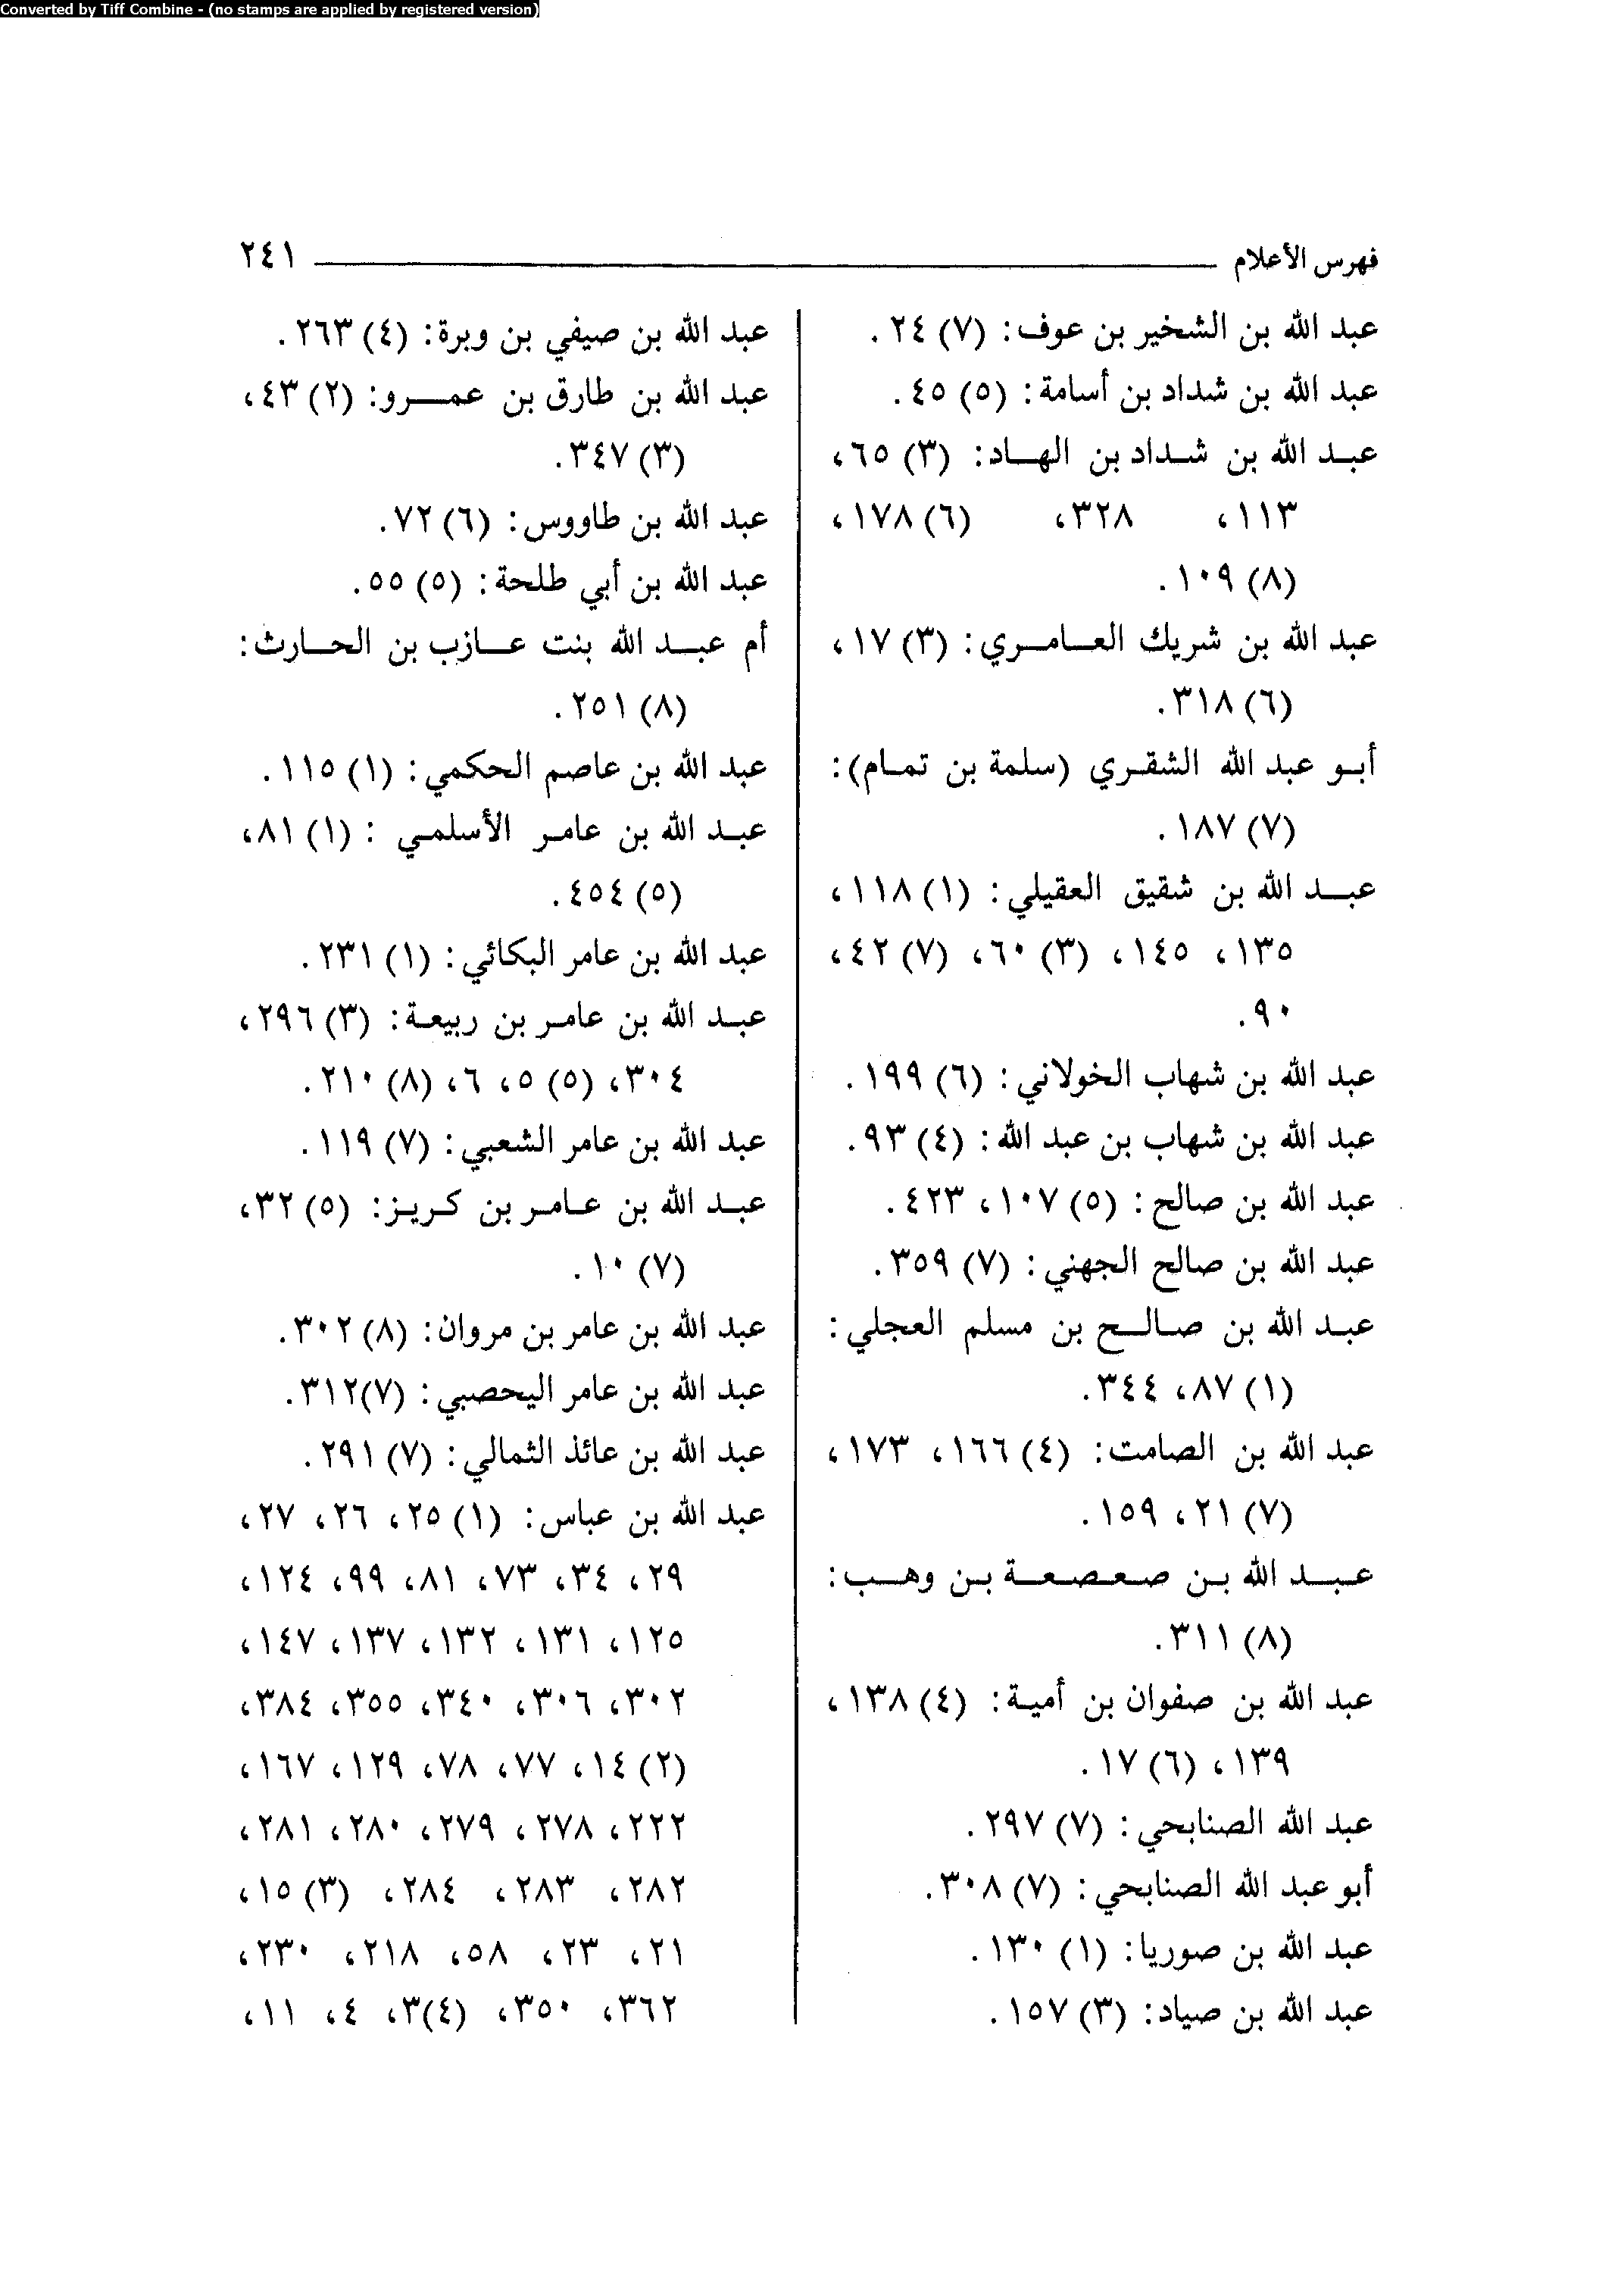 Converted by Tiff Combine - (no stamps are applied by registered version)
فهرس الأعلام ٢٤١
عبد الله بن الشخير بن عوف: (٧) ٢٤.
عبد الله بن شداد بن أسامة: (٥) ٤٥.
عبد الله بن شداد بن الهاد: (٣) ٦٥،
١١٣، ٣٢٨، (٦) ١٧٨،
(٨) ١٠٩.
عبد الله بن شريك العامري: (٣) ١٧،
(٦) ٣١٨.
أبو عبد الله الشقري (سلمة بن تمام):
(٧) ١٨٧.
عبد الله بن شقيق العقيلي: (١) ١١٨،
١٣٥، ١٤٥، (٣) ٦٠، (٧) ٤٢،
٩٠.
عبد الله بن شهاب الخولاني: (٦) ١٩٩.
عبد الله بن شهاب بن عبد الله: (٤) ٩٣.
عبد الله بن صالح: (٥) ١٠٧، ٤٢٣.
عبد الله بن صالح الجهني: (٧) ٣٥٩.
عبد الله بن صالح بن مسلم العجلي:
(١) ٨٧، ٣٤٤.
عبد الله بن الصامت: (٤) ١٦٦، ١٧٣،
(٧) ٢١، ١٥٩.
عبد الله بن صعصعة بن وهب:
(٨) ٣١١.
عبد الله بن صفوان بن أمية: (٤) ١٣٨،
١٣٩، (٦) ١٧.
عبد الله الصنابحي: (٧) ٢٩٧.
أبو عبد الله الصنابحي: (٧) ٣٠٨.
عبد الله بن صوريا: (١) ١٣٠.
عبد الله بن صياد: (٣) ١٥٧.
عبد الله بن صيفي بن وبرة: (٤) ٢٦٣.
عبد الله بن طارق بن عمرو: (٢) ٤٣،
(٣) ٣٤٧.
عبد الله بن طاووس: (٦) ٧٢.
عبد الله بن أبي طلحة: (٥) ٥٥.
أم عبد الله بنت عازب بن الحارث:
(٨) ٢٥١.
عبد الله بن عاصم الحكمي: (١) ١١٥.
عبد الله بن عامر الأسلمي : (١) ٨١،
(٥) ٤٥٤.
عبد الله بن عامر البكائي: (١) ٢٣١.
عبد الله بن عامر بن ربيعة: (٣) ٢٩٦،
٣٠٤، (٥) ٥، ٦، (٨) ٢١٠.
عبد الله بن عامر الشعبي: (٧) ١١٩.
عبد الله بن عامر بن كريز: (٥) ٣٢،
(٧) ١٠.
عبد الله بن عامر بن مروان: (٨) ٣٠٢.
عبد الله بن عامر اليحصبي: (٧)٣١٢.
عبد الله بن عائذ الثمالي: (٧) ٢٩١.
عبد الله بن عباس: (١) ٢٥، ٢٦، ٢٧،
٢٩، ٣٤، ٧٣، ٨١، ٩٩، ١٢٤،
١٢٥، ١٣١، ١٣٢، ١٣٧، ١٤٧،
٣٠٢، ٣٠٦، ٣٤٠، ٣٥٥، ٣٨٤،
(٢) ١٤، ٧٧، ٧٨، ١٢٩، ١٦٧،
٢٢٢، ٢٧٨، ٢٧٩، ٢٨٠، ٢٨١،
٢٨٢، ٢٨٣، ٢٨٤، (٣) ١٥،
٢١، ٢٣، ٥٨، ٢١٨، ٢٣٠،
٣٦٢، ٣٥٠، (٤)٣، ٤، ١١،